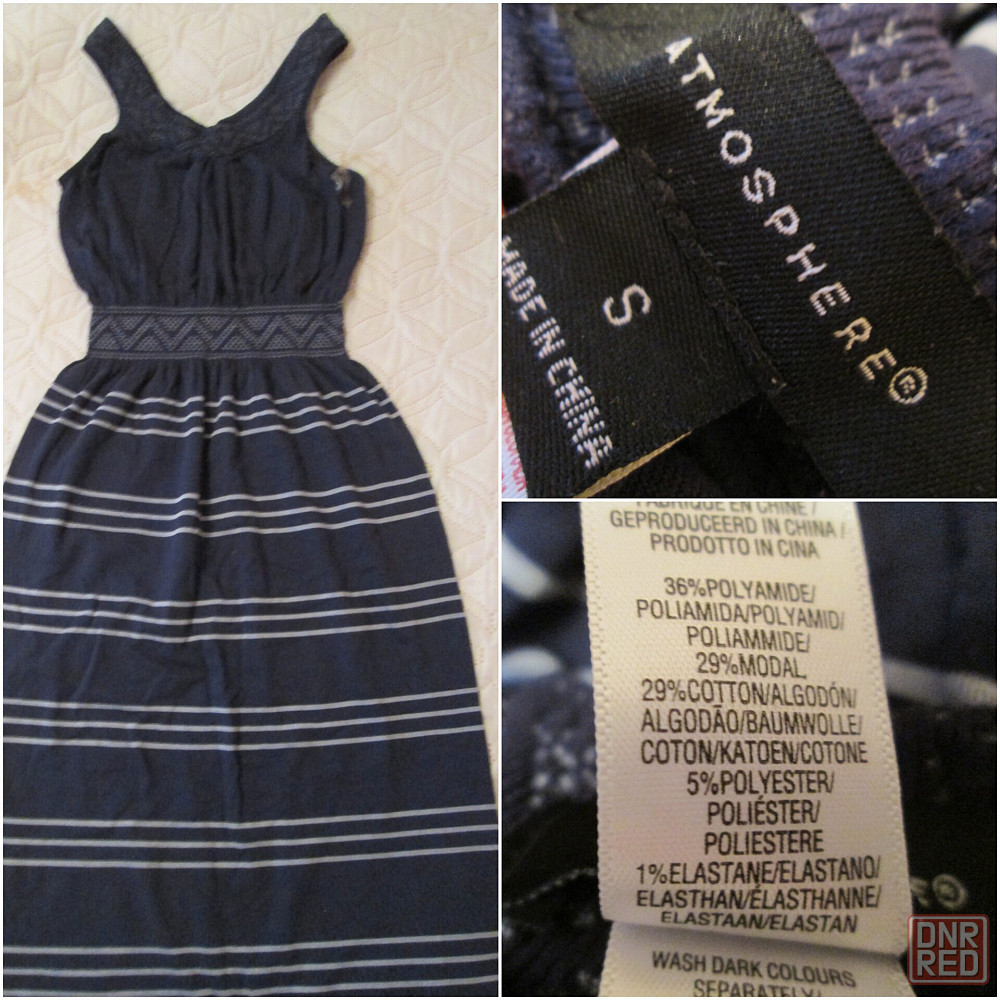 ATMOSPHERE®
S
MADE IN CHINA
FABRIQUÉ EN CHINE /
GEPRODUCEERD IN CHINA /
PRODOTTO IN CINA
36%POLYAMIDE/
POLIAMIDA/POLYAMID/
POLIAMMIDE/
29%MODAL
29%COTTON/ALGODÓN/
ALGODÃO/BAUMWOLLE/
COTON/KATOEN/COTONE
5%POLYESTER/
POLIÉSTER/
POLIESTERE
1%ELASTANE/ELASTANO/
ELASTHAN/ÉLASTHANNE/
ELASTAAN/ELASTAN
WASH DARK COLOURS
SEPARATELY/
DNR
RED